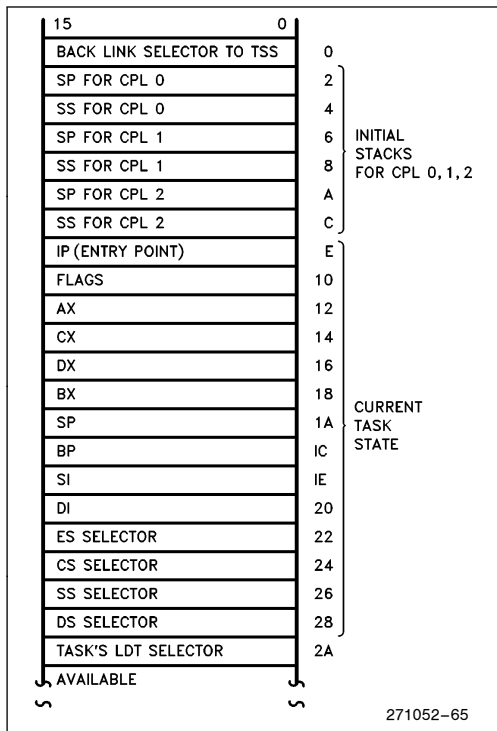 15 0
BACK LINK SELECTOR TO TSS 0
SP FOR CPL 0 2
SS FOR CPL 0 4
SP FOR CPL 1 6
SS FOR CPL 1 8
SP FOR CPL 2 A
SS FOR CPL 2 C
INITIAL
STACKS
FOR CPL 0,1,2
IP (ENTRY POINT) E
FLAGS 10
AX 12
CX 14
DX 16
BX 18
SP 1A
BP IC
SI IE
DI 20
ES SELECTOR 22
CS SELECTOR 24
SS SELECTOR 26
DS SELECTOR 28
CURRENT
TASK
STATE
TASK'S LDT SELECTOR 2A
AVAILABLE
271052–65